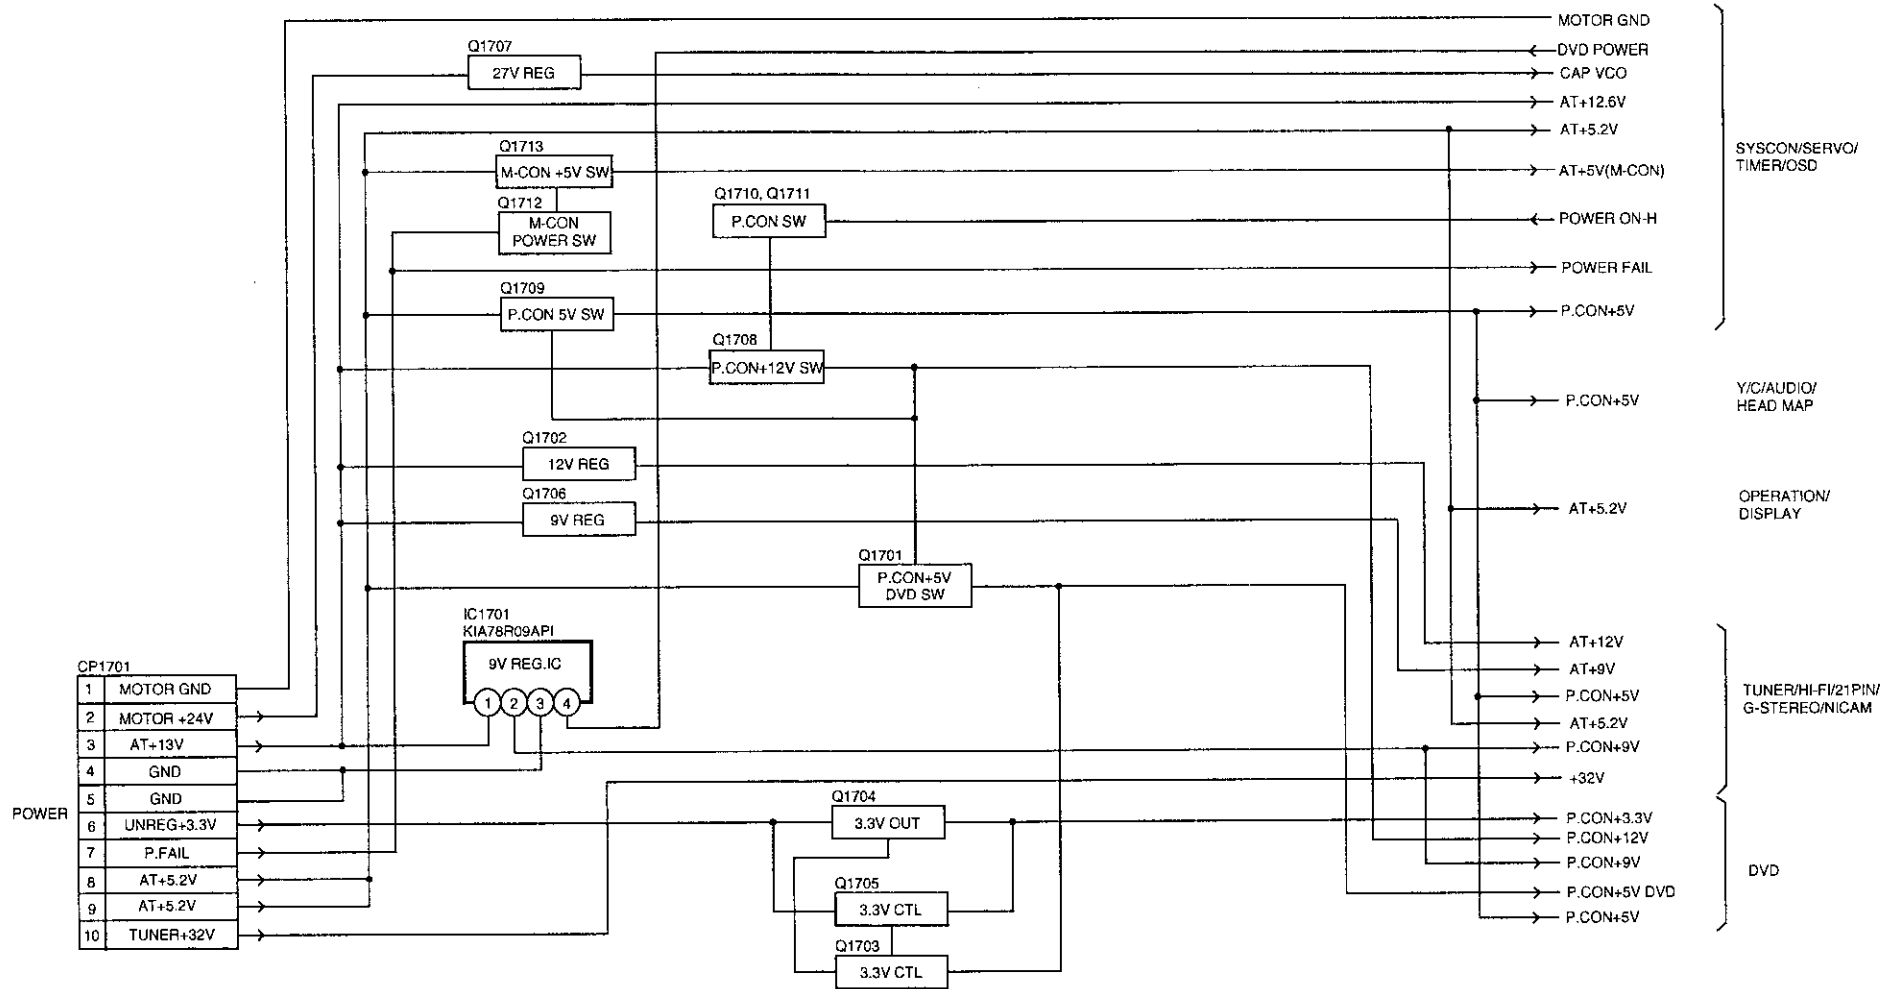 MOTOR GND
DVD POWER
Q1707
27V REG
CAP VCO
AT+12.6V
AT+5.2V
SYSCON/SERVO/
TIMER/OSD
Q1713
M-CON +5V SW
AT+5V(M-CON)
Q1712
M-CON
POWER SW
Q1710, Q1711
P.CON SW
POWER ON-H
POWER FAIL
Q1709
P.CON 5V SW
P.CON+5V
Q1708
P.CON+12V SW
P.CON+5V
Y/C/AUDIO/
HEAD MAP
Q1702
12V REG
Q1706
9V REG
AT+5.2V
OPERATION/
DISPLAY
Q1701
P.CON+5V
DVD SW
IC1701
KIA78R09API
9V REG.IC
1 2 3 4
AT+12V
AT+9V
P.CON+5V
AT+5.2V
P.CON+9V
+32V
TUNER/HI-FI/21PIN/
G-STEREO/NICAM
CP1701
1 MOTOR GND
2 MOTOR +24V
3 AT+13V
4 GND
5 GND
6 UNREG+3.3V
7 P.FAIL
8 AT+5.2V
9 AT+5.2V
10 TUNER+32V
POWER
Q1704
3.3V OUT
Q1705
3.3V CTL
Q1703
3.3V CTL
P.CON+3.3V
P.CON+12V
P.CON+9V
P.CON+5V DVD
P.CON+5V
DVD